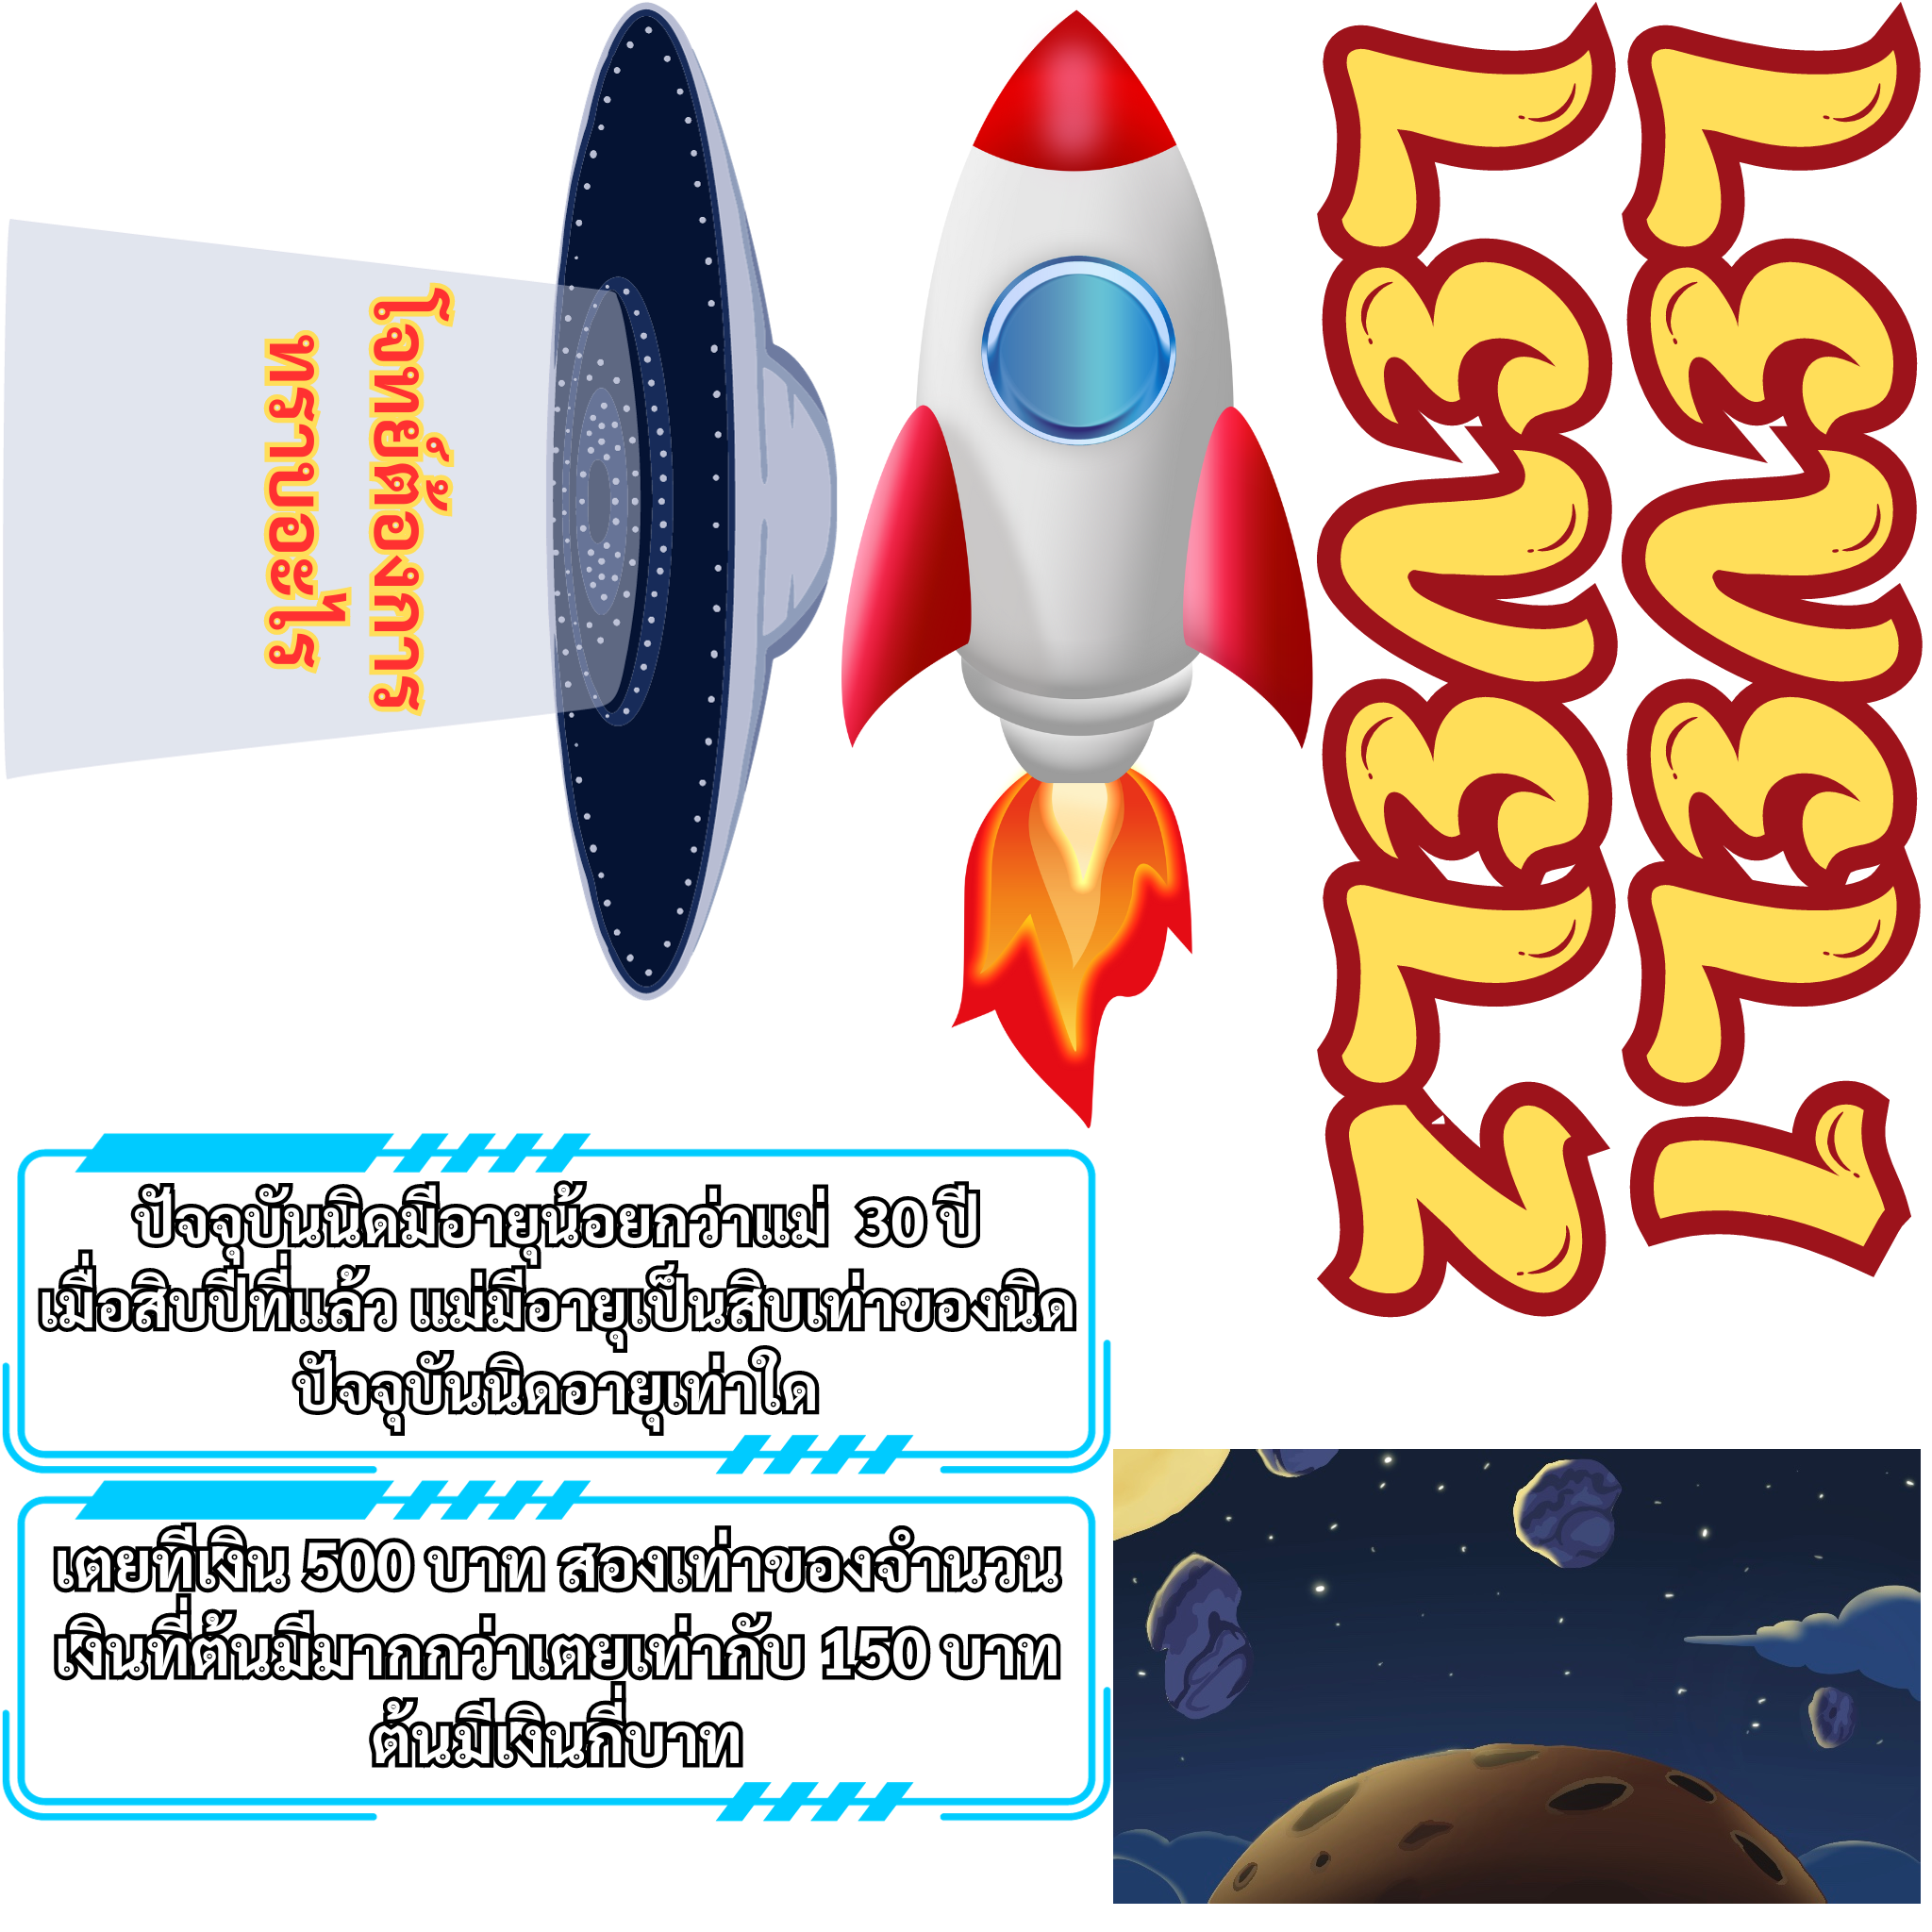 โจทย์ต้องการ
ทราบอะไร
LEVEL 1
LEVEL 2
ปัจจุบันนิดมีอายุน้อยกว่าแม่ 30 ปี
เมื่อสิบปีที่แล้ว แม่มีอายุเป็นสิบเท่าของนิด
ปัจจุบันนิดอายุเท่าใด
เตยที่เงิน 500 บาท สองเท่าของจำนวน
เงินที่ต้นมีมากกว่าเตยเท่ากับ 150 บาท
ต้นมีเงินกี่บาท